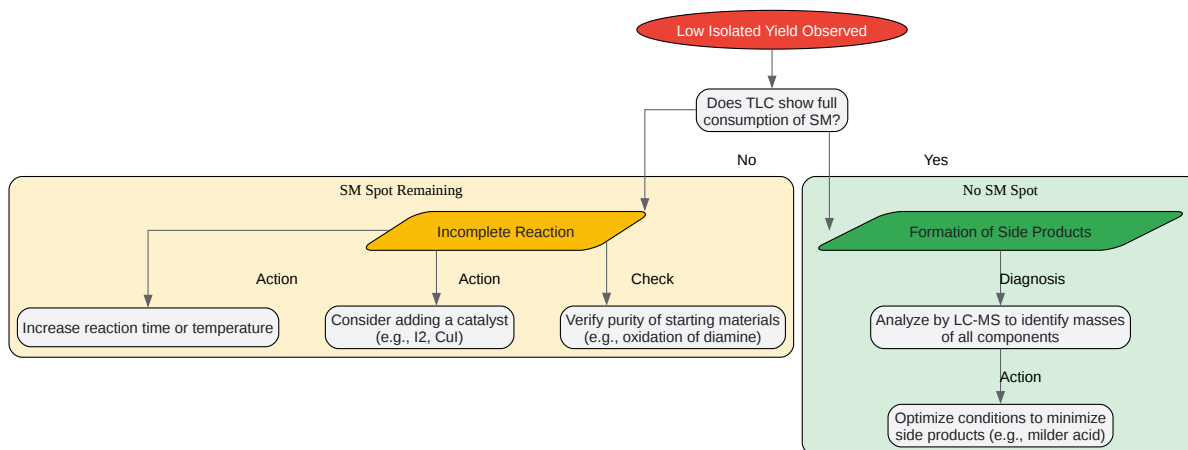 Low Isolated Yield Observed
Does TLC show full
consumption of SM?
No
Yes
SM Spot Remaining
No SM Spot
Incomplete Reaction
Formation of Side Products
Action
Action
Check
Diagnosis
Increase reaction time or temperature
Consider adding a catalyst
(e.g., I2, CuI)
Verify purity of starting materials
(e.g., oxidation of diamine)
Analyze by LC-MS to identify masses
of all components
Action
Optimize conditions to minimize
side products (e.g., milder acid)